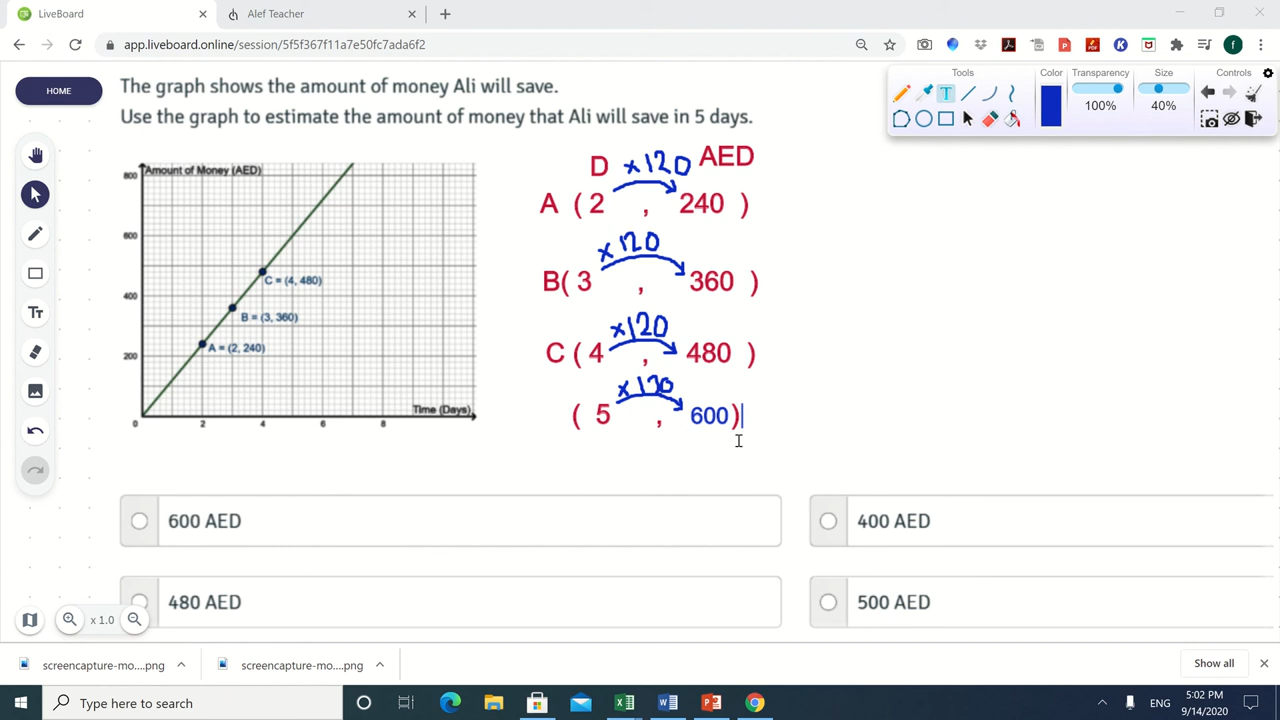 LiveBoard
Alef Teacher
app.liveboard.online/session/5f5f367f11a7e50fc7ada6f2
HOME
The graph shows the amount of money Ali will save.
Use the graph to estimate the amount of money that Ali will save in 5 days.
Tools
Color
Transparency
Size
Controls
100%
40%
Amount of Money (AED)
800
600
400
200
0
2
4
6
8
Time (Days)
C = (4, 480)
B = (3, 360)
A = (2, 240)
D ×120 AED
A ( 2 , 240 )
×120
B( 3 , 360 )
×120
C ( 4 , 480 )
×120
( 5 , 600)
600 AED
400 AED
480 AED
500 AED
x 1.0
screencapture-mo....png
screencapture-mo....png
Show all
Type here to search
ENG
5:02 PM
9/14/2020